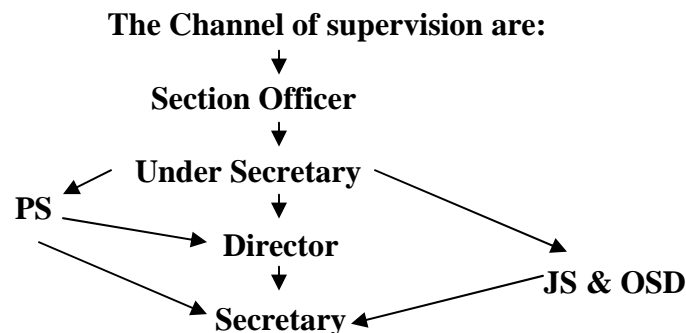 The Channel of supervision are:
Section Officer
Under Secretary
PS
Director
JS & OSD
Secretary